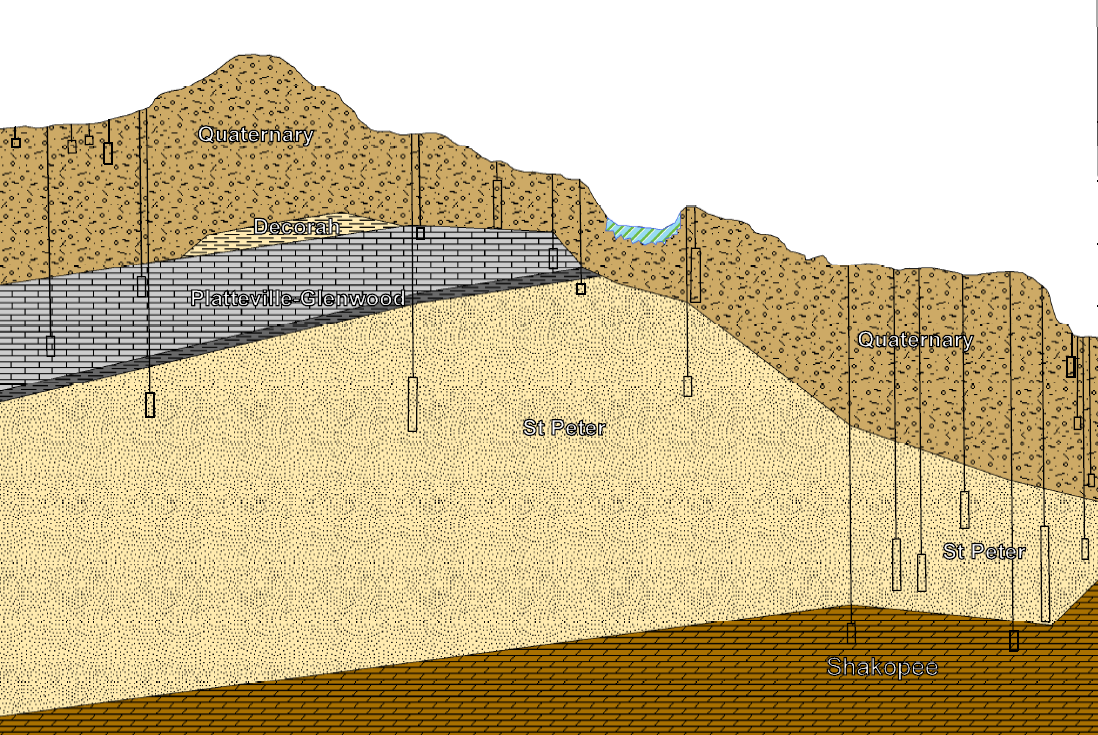 Quaternary
Decorah
Platteville-Glenwood
Quaternary
St Peter
St Peter
Shakopee